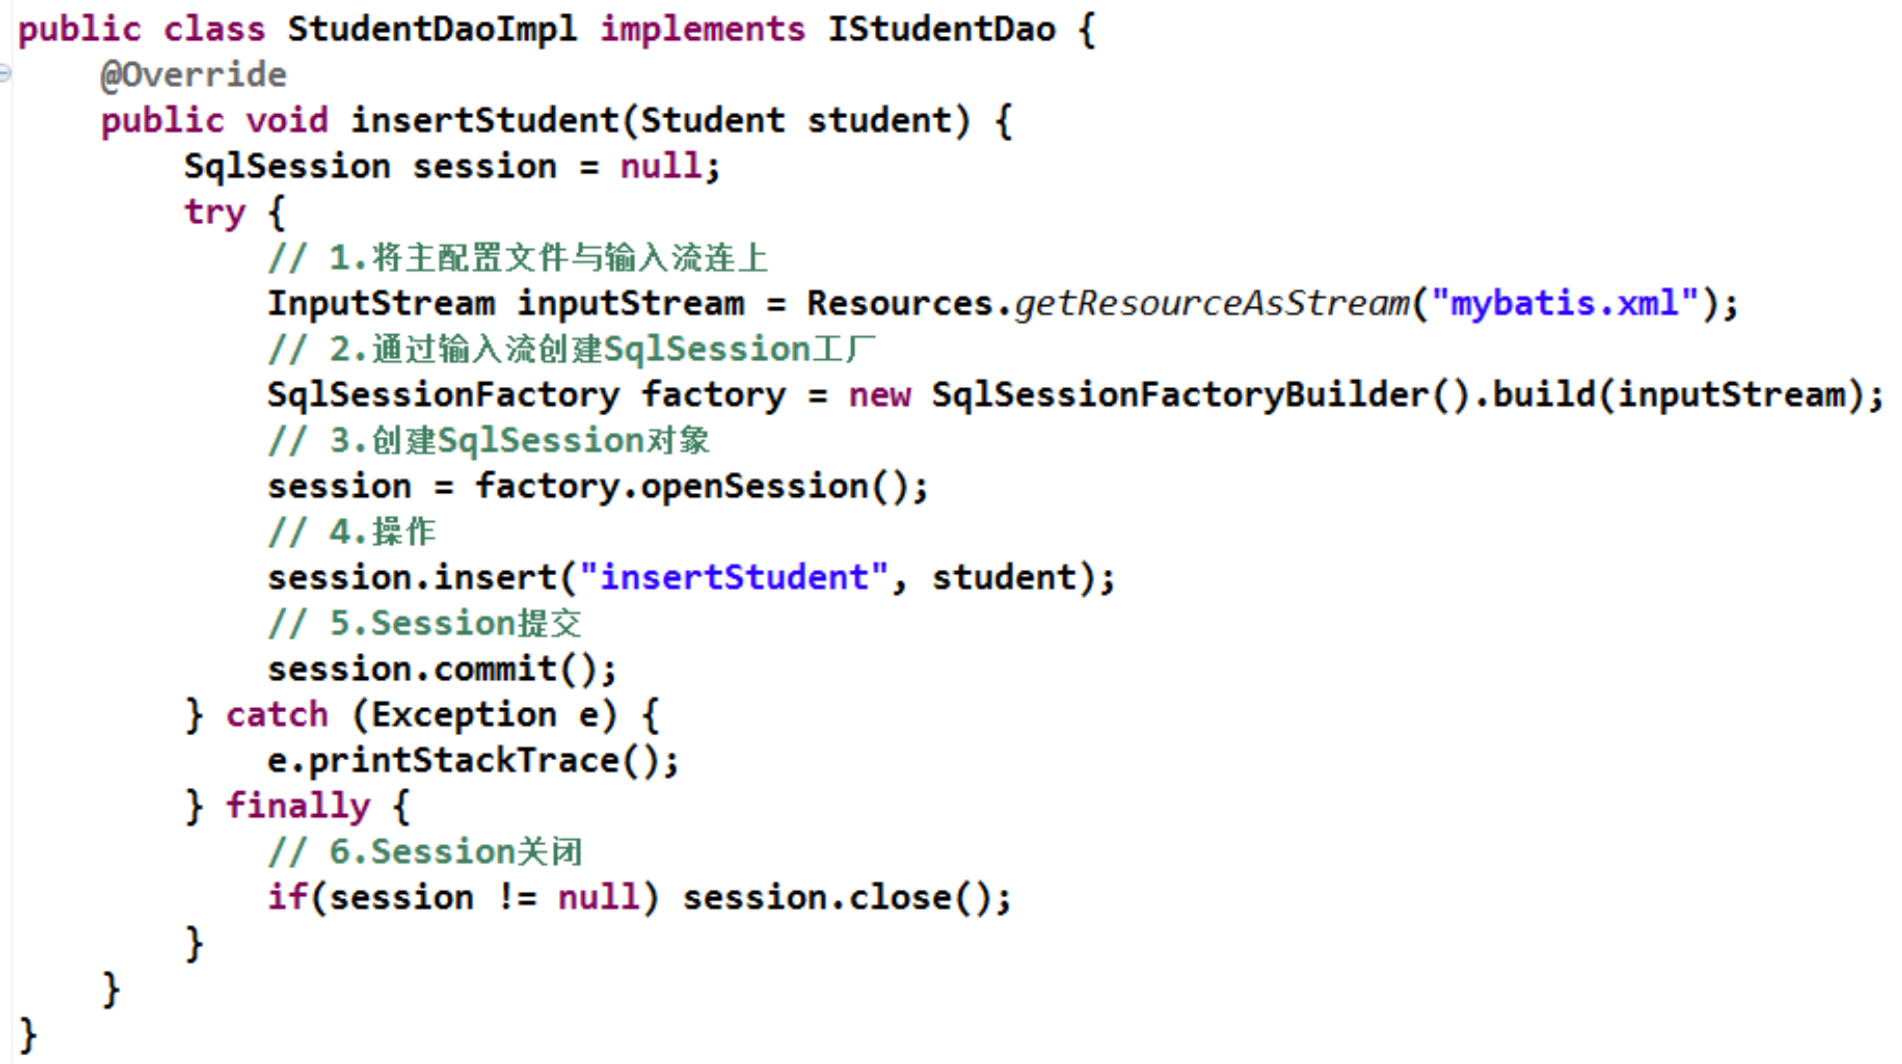 public class StudentDaoImpl implements IStudentDao {
    @Override
    public void insertStudent(Student student) {
        SqlSession session = null;
        try {
            // 1.将主配置文件与输入流连上
            InputStream inputStream = Resources.getResourceAsStream("mybatis.xml");
            // 2.通过输入流创建SqlSession工厂
            SqlSessionFactory factory = new SqlSessionFactoryBuilder().build(inputStream);
            // 3.创建SqlSession对象
            session = factory.openSession();
            // 4.操作
            session.insert("insertStudent", student);
            // 5.Session提交
            session.commit();
        } catch (Exception e) {
            e.printStackTrace();
        } finally {
            // 6.Session关闭
            if(session != null) session.close();
        }
    }
}